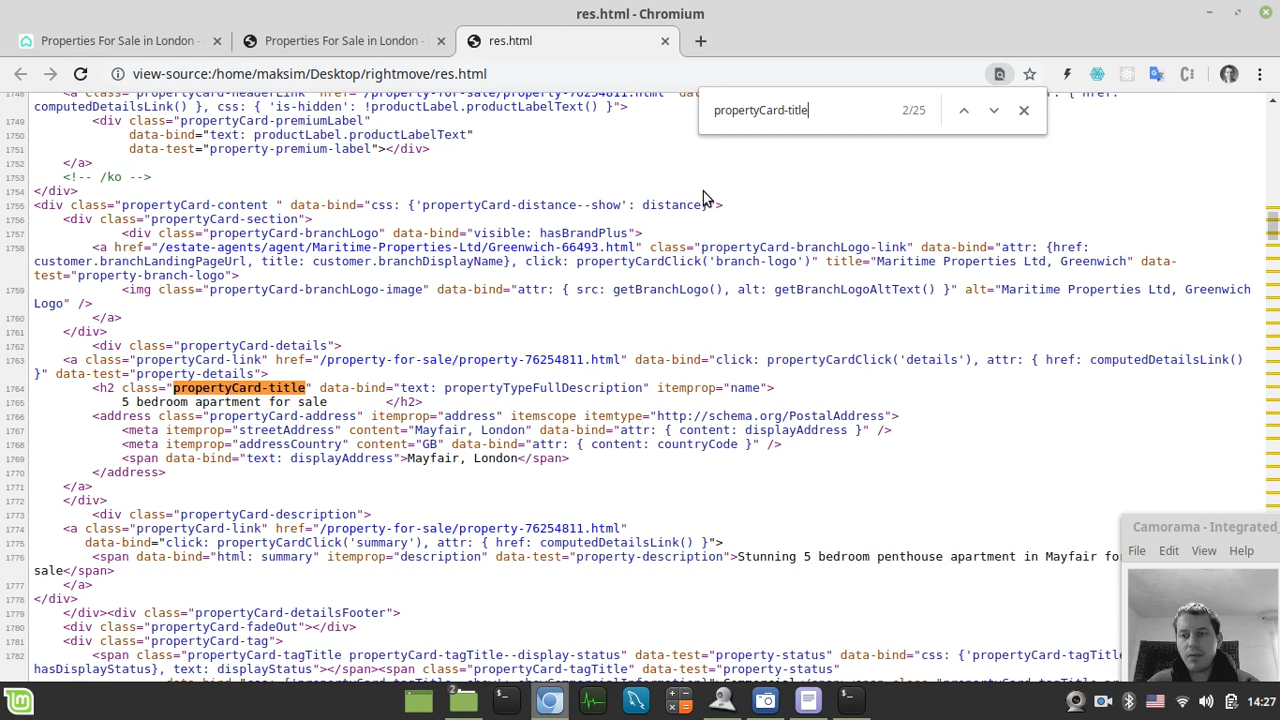 res.html - Chromium
Properties For Sale in London -
Properties For Sale in London -
res.html
view-source:/home/maksim/Desktop/rightmove/res.html
propertyCard-title 2/25
computedDetailsLink() }, css: { 'is-hidden': !productLabel.productLabelText() }">
1749 <div class="propertyCard-premiumLabel"
1750 data-bind="text: productLabel.productLabelText"
1751 data-test="property-premium-label"></div>
1752 </a>
1753 <!-- /ko -->
1754 </div>
1755 <div class="propertyCard-content " data-bind="css: {'propertyCard-distance--show': distance}">
1756 <div class="propertyCard-section">
1757 <div class="propertyCard-branchLogo" data-bind="visible: hasBrandPlus">
1758 <a href="/estate-agents/agent/Maritime-Properties-Ltd/Greenwich-66493.html" class="propertyCard-branchLogo-link" data-bind="attr: {href:
customer.branchLandingPageUrl, title: customer.branchDisplayName}, click: propertyCardClick('branch-logo')" title="Maritime Properties Ltd, Greenwich" data-
test="property-branch-logo">
1759 <img class="propertyCard-branchLogo-image" data-bind="attr: { src: getBranchLogo(), alt: getBranchLogoAltText() }" alt="Maritime Properties Ltd, Greenwich
Logo" />
1760 </a>
1761 </div>
1762 <div class="propertyCard-details">
1763 <a class="propertyCard-link" href="/property-for-sale/property-76254811.html" data-bind="click: propertyCardClick('details'), attr: { href: computedDetailsLink()
}" data-test="property-details">
1764 <h2 class="propertyCard-title" data-bind="text: propertyTypeFullDescription" itemprop="name">
1765 5 bedroom apartment for sale </h2>
1766 <address class="propertyCard-address" itemprop="address" itemscope itemtype="http://schema.org/PostalAddress">
1767 <meta itemprop="streetAddress" content="Mayfair, London" data-bind="attr: { content: displayAddress }" />
1768 <meta itemprop="addressCountry" content="GB" data-bind="attr: { content: countryCode }" />
1769 <span data-bind="text: displayAddress">Mayfair, London</span>
1770 </address>
1771 </a>
1772 </div>
1773 <div class="propertyCard-description">
1774 <a class="propertyCard-link" href="/property-for-sale/property-76254811.html"
1775 data-bind="click: propertyCardClick('summary'), attr: { href: computedDetailsLink() }">
1776 <span data-bind="html: summary" itemprop="description" data-test="property-description">Stunning 5 bedroom penthouse apartment in Mayfair for
sale</span>
1777 </a>
1778 </div>
1779 </div><div class="propertyCard-detailsFooter">
1780 <div class="propertyCard-fadeOut"></div>
1781 <div class="propertyCard-tag">
1782 <span class="propertyCard-tagTitle propertyCard-tagTitle--display-status" data-test="property-status" data-bind="css: {'propertyCard-tagTitle
hasDisplayStatus}, text: displayStatus"></span><span class="propertyCard-tagTitle" data-test="property-status"
Camorama - Integrated
File Edit View Help
14:27